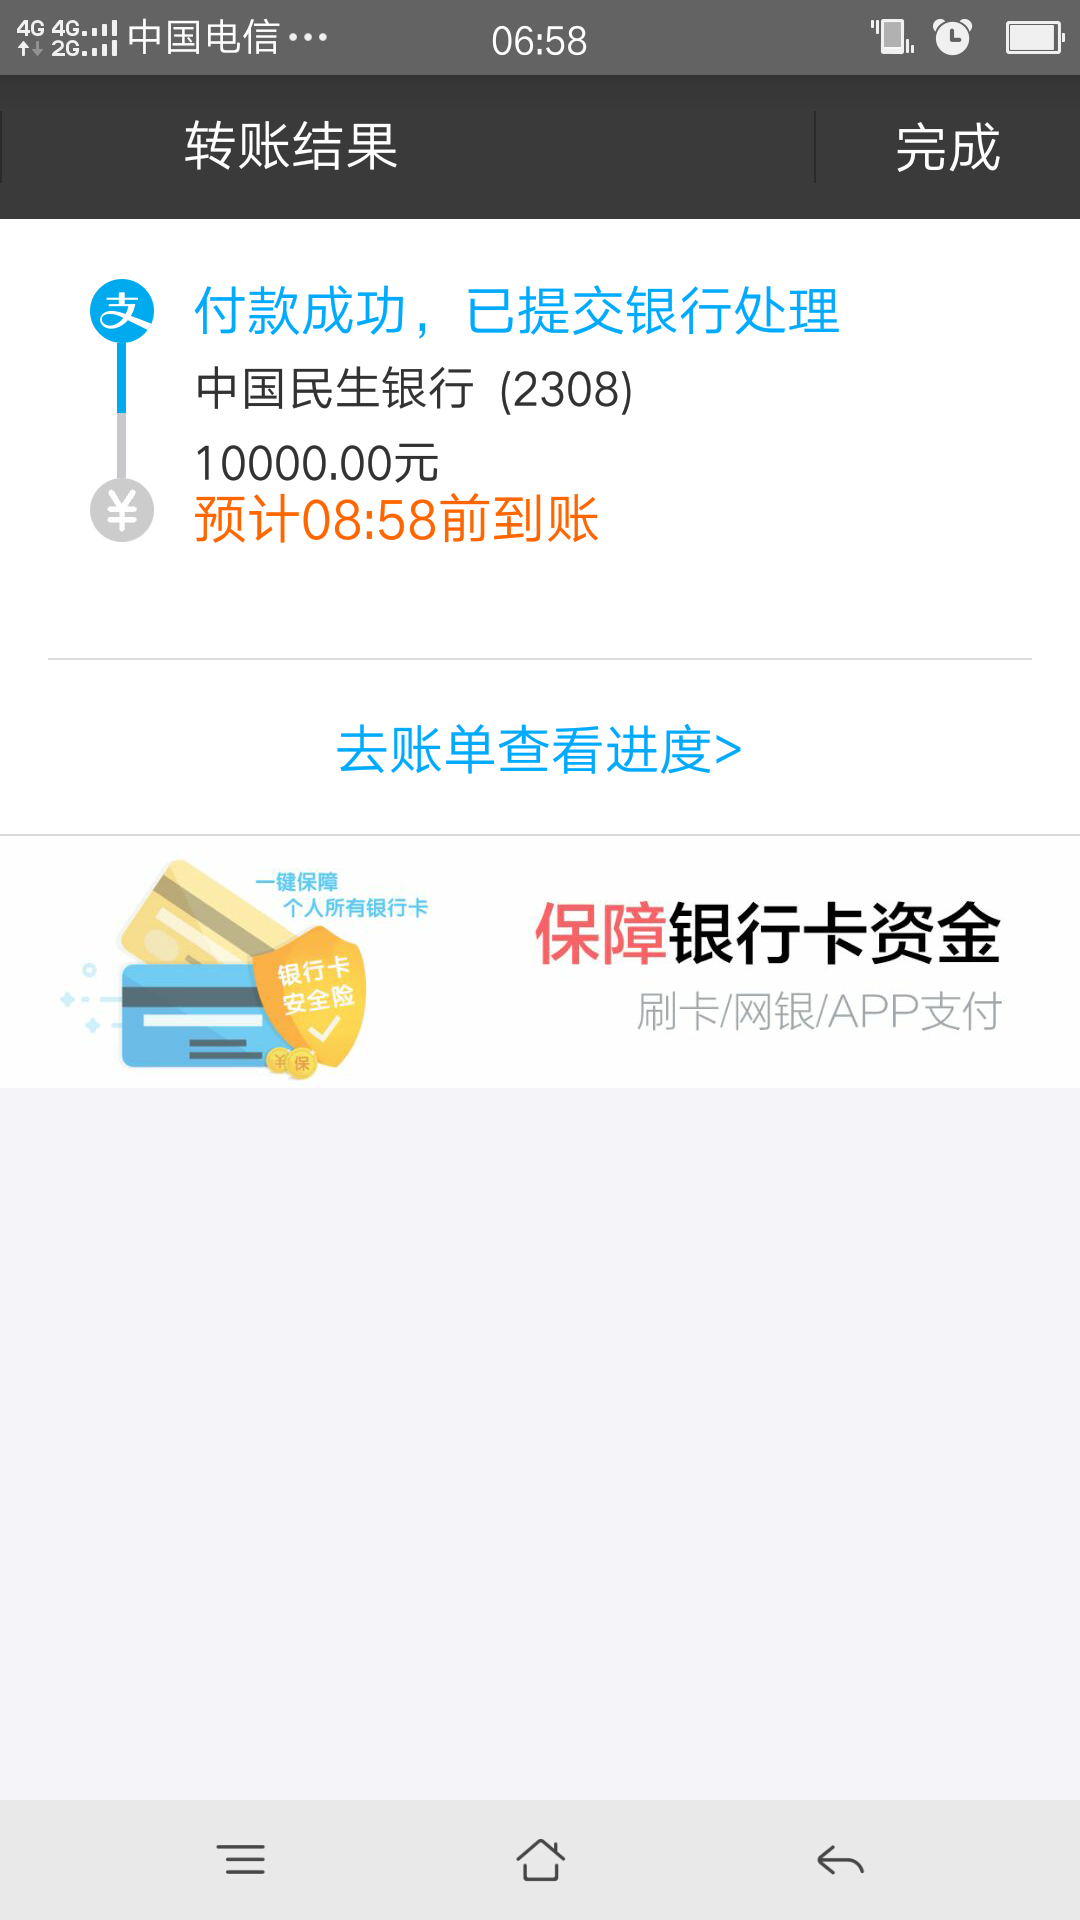 4G 4G 2G 中国电信… 06:58
转账结果 完成
支 付款成功，已提交银行处理
中国民生银行 (2308)
10000.00元
¥ 预计08:58前到账
去账单查看进度>
一键保障
个人所有银行卡
银行卡
安全险
保
保障银行卡资金
刷卡/网银/APP支付